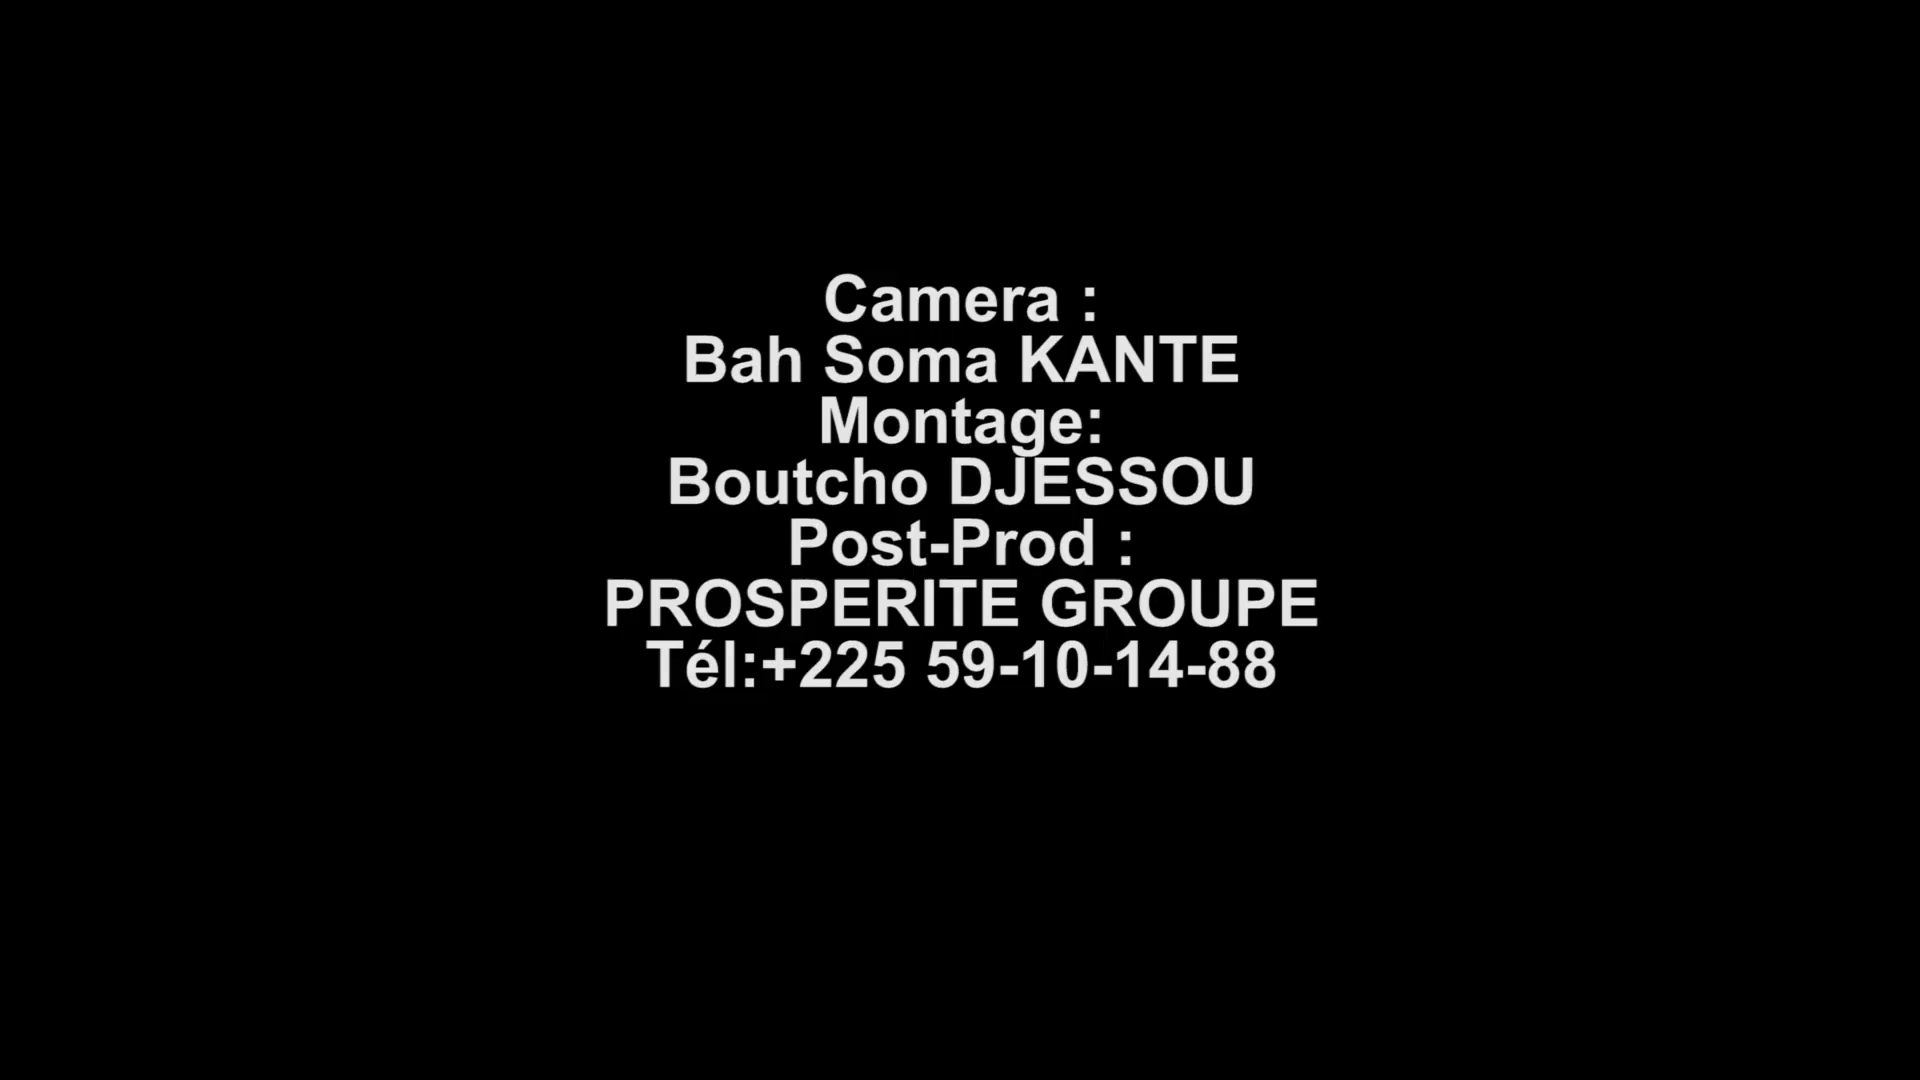 Camera :
Bah Soma KANTE
Montage:
Boutcho DJESSOU
Post-Prod :
PROSPERITE GROUPE
Tél:+225 59-10-14-88